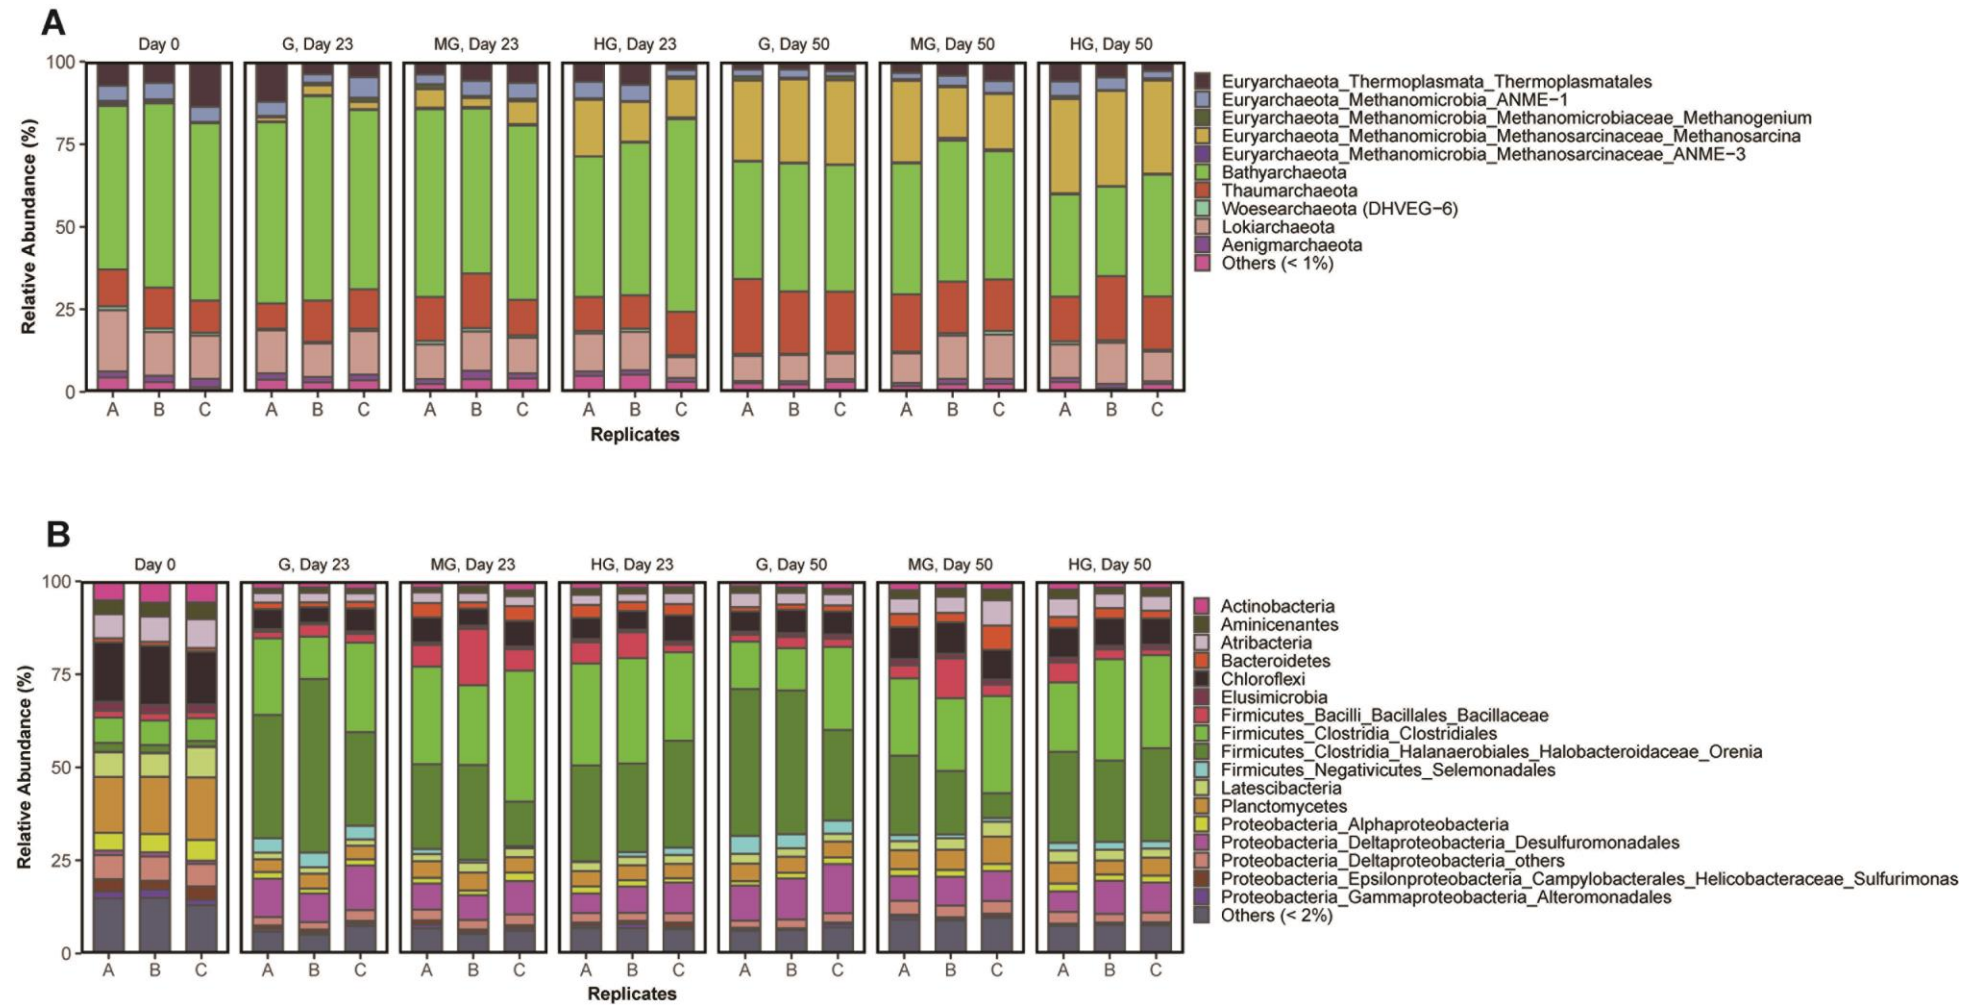 A
Day 0
G, Day 23
MG, Day 23
HG, Day 23
G, Day 50
MG, Day 50
HG, Day 50
Relative Abundance (%)
100
75
50
25
0
A B C
A B C
A B C
A B C
A B C
A B C
A B C
Replicates
Euryarchaeota_Thermoplasmata_Thermoplasmatales
Euryarchaeota_Methanomicrobia_ANME−1
Euryarchaeota_Methanomicrobia_Methanomicrobiaceae_Methanogenium
Euryarchaeota_Methanomicrobia_Methanosarcinaceae_Methanosarcina
Euryarchaeota_Methanomicrobia_Methanosarcinaceae_ANME−3
Bathyarchaeota
Thaumarchaeota
Woesearchaeota (DHVEG−6)
Lokiarchaeota
Aenigmarchaeota
Others (< 1%)
B
Day 0
G, Day 23
MG, Day 23
HG, Day 23
G, Day 50
MG, Day 50
HG, Day 50
Relative Abundance (%)
100
75
50
25
0
A B C
A B C
A B C
A B C
A B C
A B C
A B C
Replicates
Actinobacteria
Aminicenantes
Atribacteria
Bacteroidetes
Chloroflexi
Elusimicrobia
Firmicutes_Bacilli_Bacillales_Bacillaceae
Firmicutes_Clostridia_Clostridiales
Firmicutes_Clostridia_Halanaerobiales_Halobacteroidaceae_Orenia
Firmicutes_Negativicutes_Selemonadales
Latescibacteria
Planctomycetes
Proteobacteria_Alphaproteobacteria
Proteobacteria_Deltaproteobacteria_Desulfuromonadales
Proteobacteria_Deltaproteobacteria_others
Proteobacteria_Epsilonproteobacteria_Campylobacterales_Helicobacteraceae_Sulfurimonas
Proteobacteria_Gammaproteobacteria_Alteromonadales
Others (< 2%)